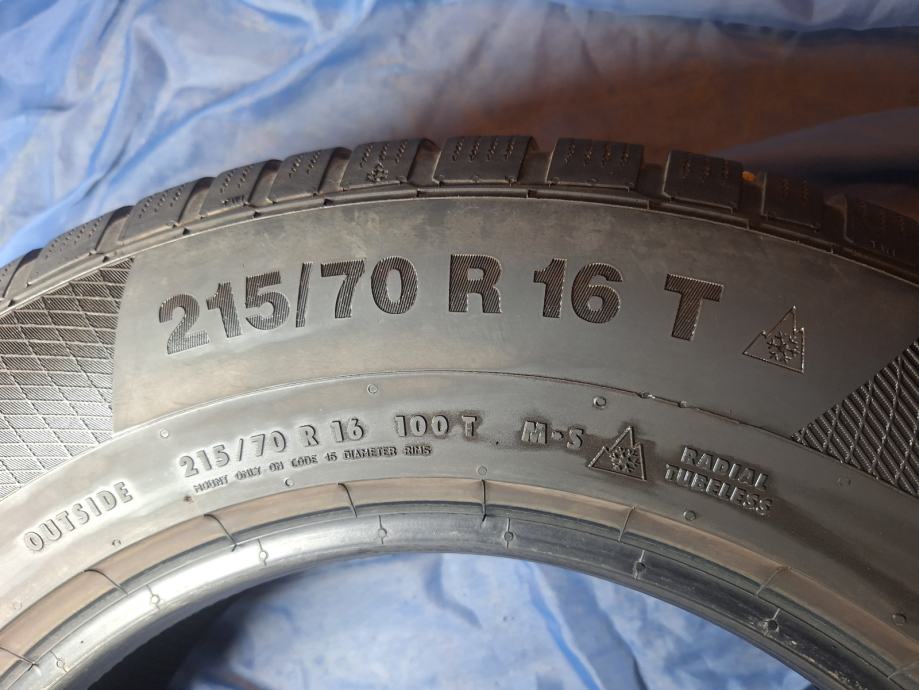 215/70 R 16 T
215/70 R 16 100 T M-S
MOUNT ONLY ON CODE 16 DIAMETER RIMS
RADIAL
TUBELESS
OUTSIDE